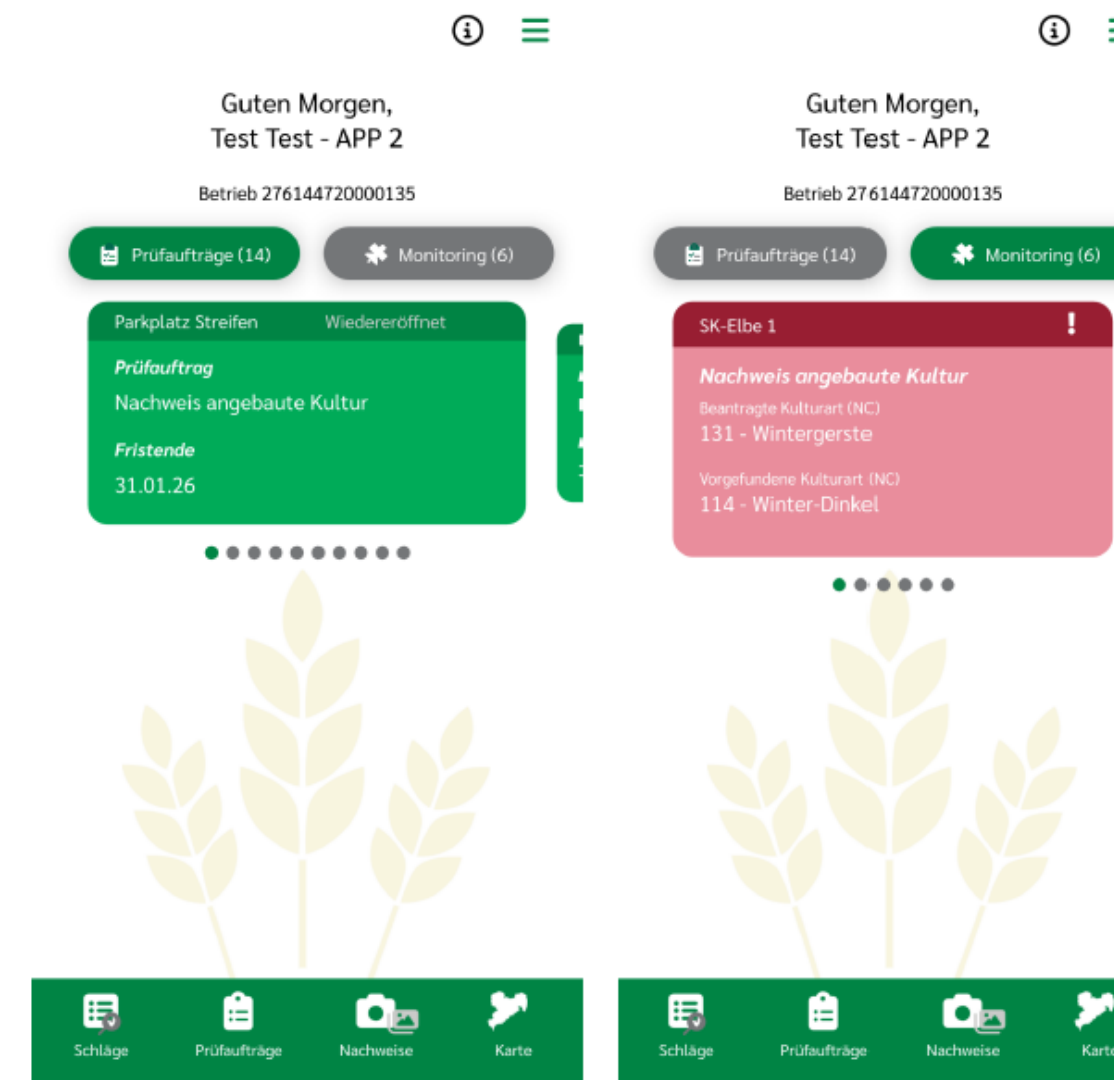 Guten Morgen,
Test Test - APP 2
Betrieb 276144720000135
Prüfaufträge (14)
Monitoring (6)
Parkplatz Streifen
Wiedereröffnet
Prüfauftrag
Nachweis angebaute Kultur
Fristende
31.01.26
Schläge
Prüfaufträge
Nachweise
Karte
Guten Morgen,
Test Test - APP 2
Betrieb 276144720000135
Prüfaufträge (14)
Monitoring (6)
SK-Elbe 1
!
Nachweis angebaute Kultur
Beantragte Kulturart (NC)
131 - Wintergerste
Vorgefundene Kulturart (NC)
114 - Winter-Dinkel
Schläge
Prüfaufträge
Nachweise
Karte